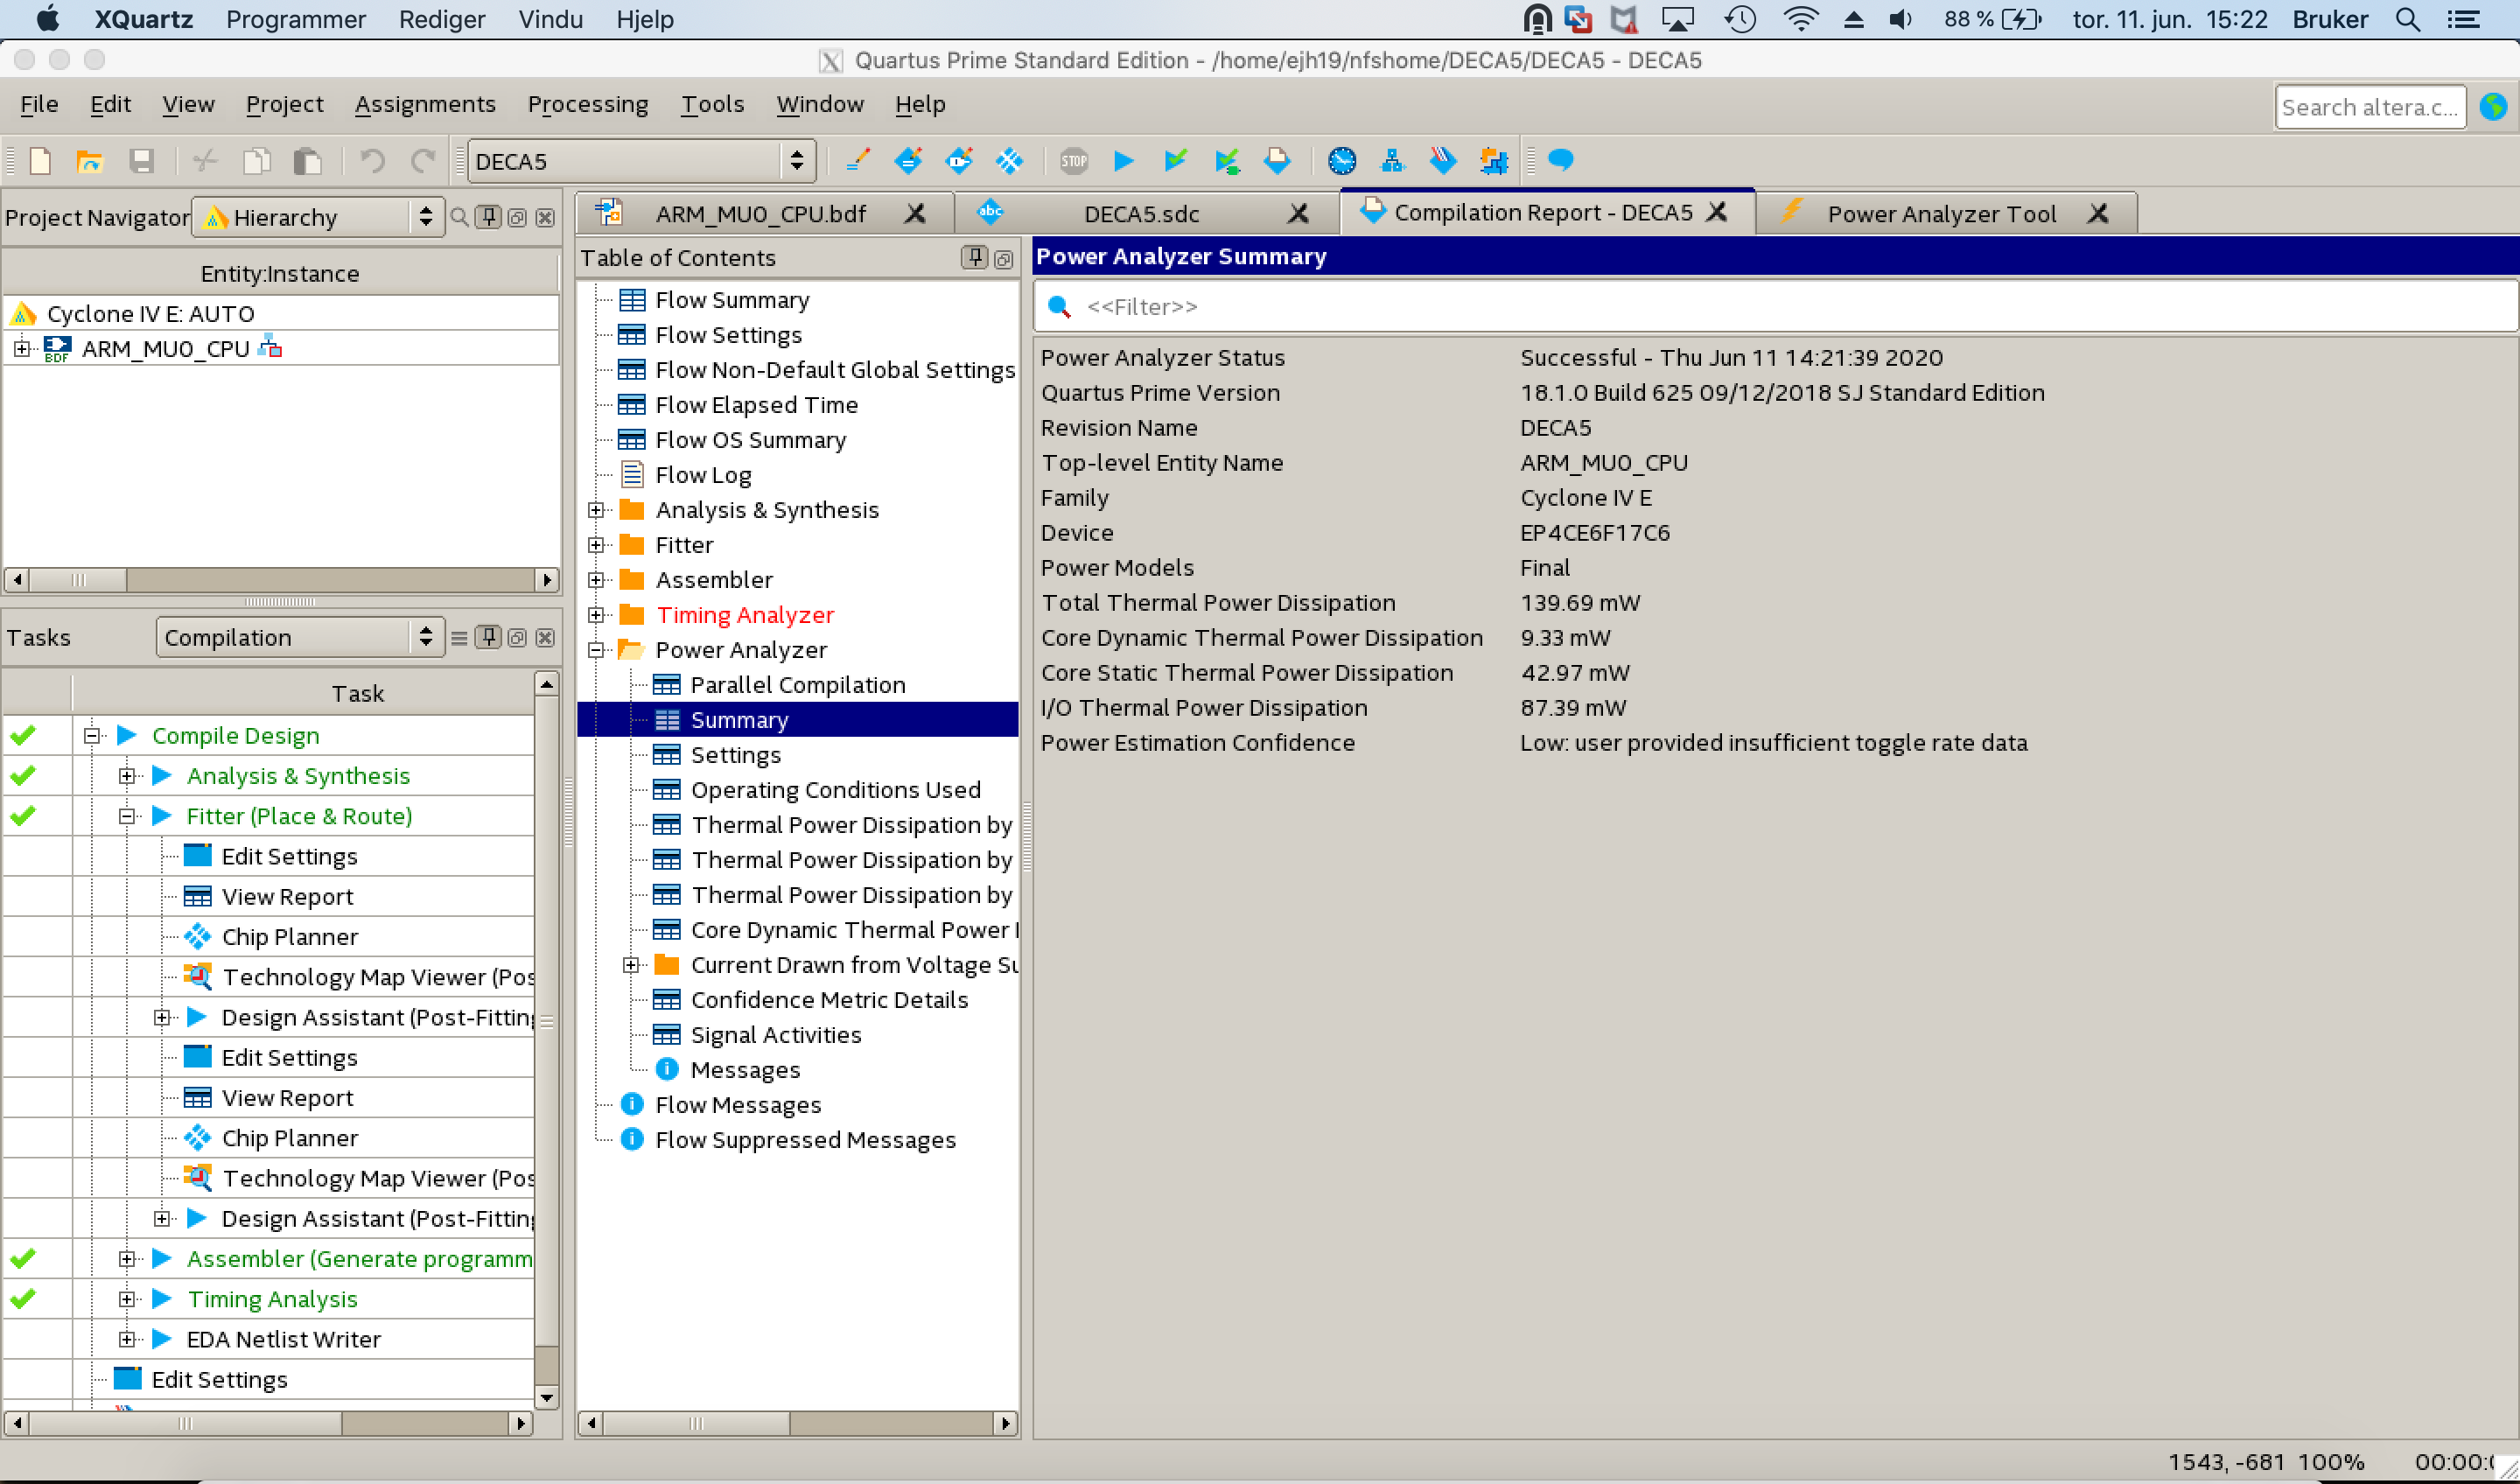 XQuartz Programmer Rediger Vindu Hjelp 88 % tor. 11. jun. 15:22 Bruker
Quartus Prime Standard Edition - /home/ejh19/nfshome/DECA5/DECA5 - DECA5
File Edit View Project Assignments Processing Tools Window Help Search altera.c...
DECA5 STOP
Project Navigator Hierarchy
ARM_MU0_CPU.bdf abc DECA5.sdc Compilation Report - DECA5 Power Analyzer Tool
Entity:Instance
Cyclone IV E: AUTO
BDF ARM_MU0_CPU
Tasks Compilation
Task
Compile Design
Analysis & Synthesis
Fitter (Place & Route)
Edit Settings
View Report
Chip Planner
Technology Map Viewer (Pos
Design Assistant (Post-Fitting
Edit Settings
View Report
Chip Planner
Technology Map Viewer (Pos
Design Assistant (Post-Fitting
Assembler (Generate programm
Timing Analysis
EDA Netlist Writer
Edit Settings
Table of Contents
Flow Summary
Flow Settings
Flow Non-Default Global Settings
Flow Elapsed Time
Flow OS Summary
Flow Log
Analysis & Synthesis
Fitter
Assembler
Timing Analyzer
Power Analyzer
Parallel Compilation
Summary
Settings
Operating Conditions Used
Thermal Power Dissipation by
Thermal Power Dissipation by
Thermal Power Dissipation by
Core Dynamic Thermal Power
Current Drawn from Voltage Su
Confidence Metric Details
Signal Activities
Messages
Flow Messages
Flow Suppressed Messages
Power Analyzer Summary
<<Filter>>
Power Analyzer Status Successful - Thu Jun 11 14:21:39 2020
Quartus Prime Version 18.1.0 Build 625 09/12/2018 SJ Standard Edition
Revision Name DECA5
Top-level Entity Name ARM_MU0_CPU
Family Cyclone IV E
Device EP4CE6F17C6
Power Models Final
Total Thermal Power Dissipation 139.69 mW
Core Dynamic Thermal Power Dissipation 9.33 mW
Core Static Thermal Power Dissipation 42.97 mW
I/O Thermal Power Dissipation 87.39 mW
Power Estimation Confidence Low: user provided insufficient toggle rate data
1543, -681 100% 00:00:0